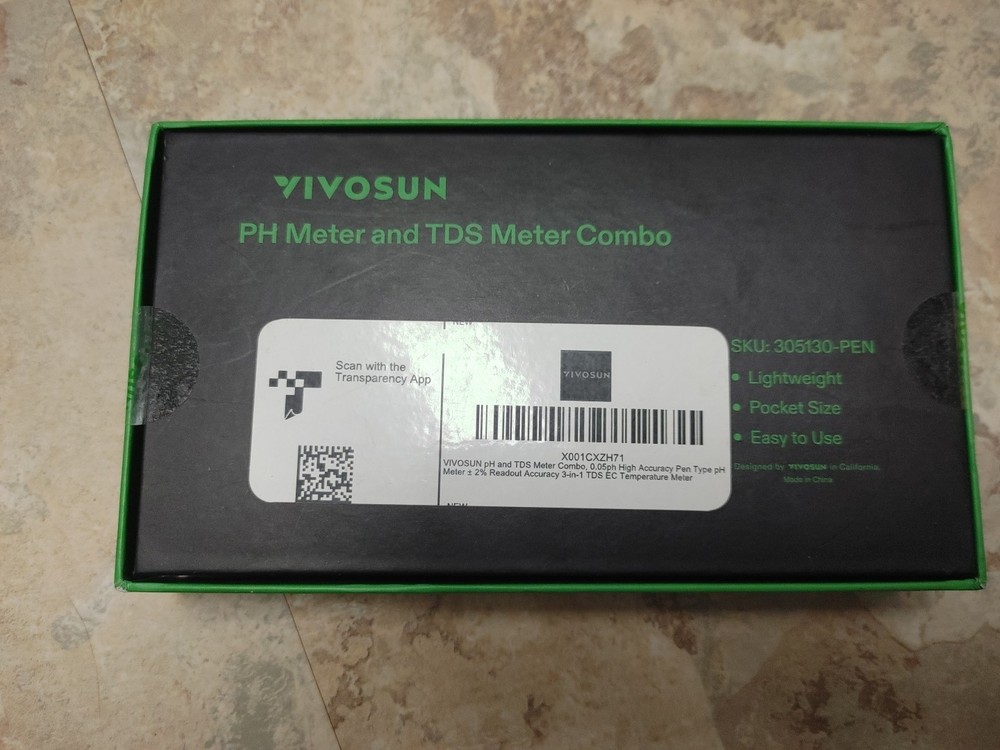 VIVOSUN
PH Meter and TDS Meter Combo
NEW
Scan with the
Transparency App
VIVOSUN
X001CXZH71
VIVOSUN pH and TDS Meter Combo, 0.05ph High Accuracy Pen Type pH
Meter ± 2% Readout Accuracy 3-in-1 TDS EC Temperature Meter
NEW
SKU: 305130-PEN
• Lightweight
• Pocket Size
• Easy to Use
Designed by VIVOSUN in California,
Made in China